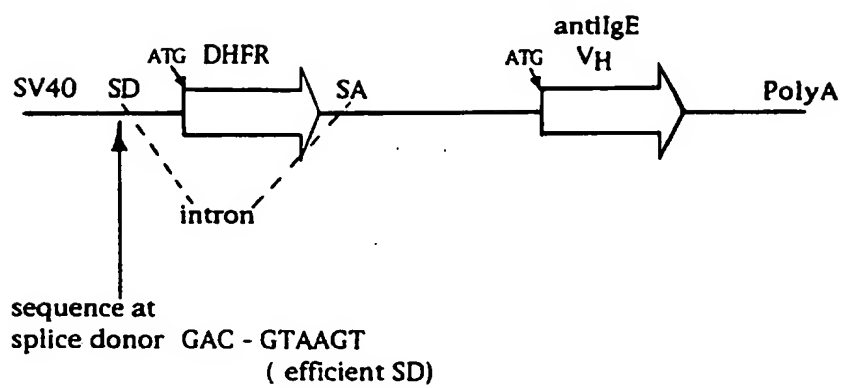 antiIgE
ATG DHFR ATG VH
SV40 SD SA PolyA
intron
sequence at
splice donor GAC - GTAAGT
( efficient SD)